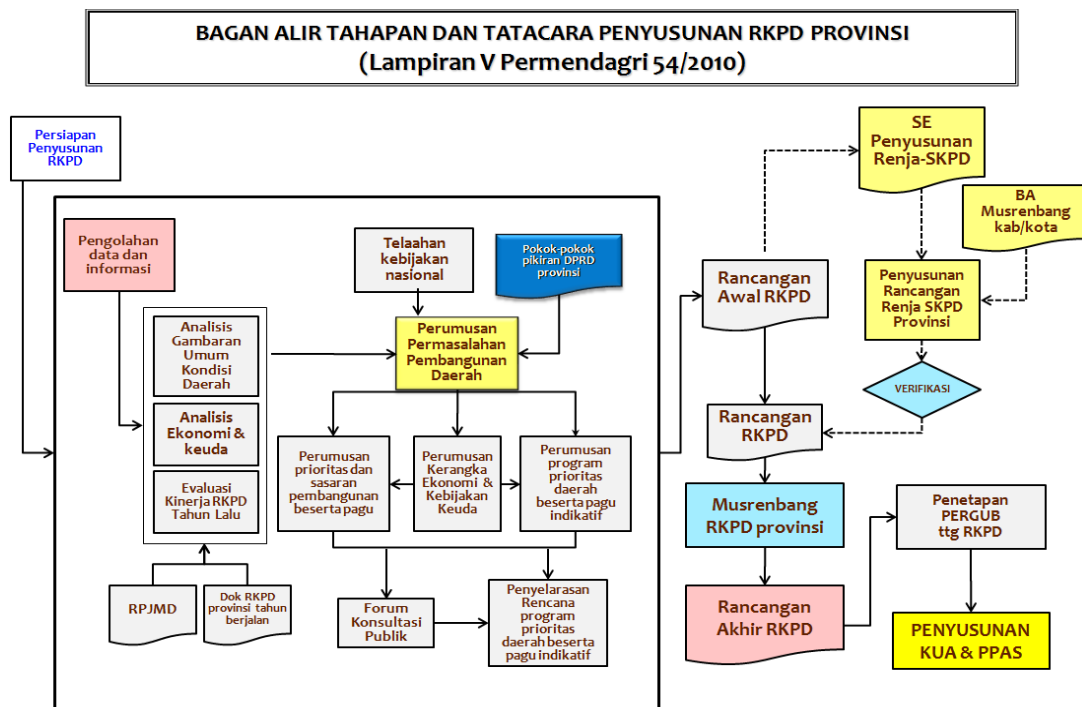 BAGAN ALIR TAHAPAN DAN TATACARA PENYUSUNAN RKPD PROVINSI
(Lampiran V Permendagri 54/2010)
Persiapan
Penyusunan
RKPD
Pengolahan
data dan
informasi
Analisis
Gambaran
Umum
Kondisi
Daerah
Analisis
Ekonomi &
keuda
Evaluasi
Kinerja RKPD
Tahun Lalu
RPJMD
Dok RKPD
provinsi tahun
berjalan
Telaahan
kebijakan
nasional
Pokok-pokok
pikiran DPRD
provinsi
Perumusan
Permasalahan
Pembangunan
Daerah
Perumusan
prioritas dan
sasaran
pembangunan
beserta pagu
Perumusan
Kerangka
Ekonomi &
Kebijakan
Keuda
Perumusan
program
prioritas
daerah beserta
pagu indikatif
Forum
Konsultasi
Publik
Penyelarasan
Rencana
program
prioritas
daerah beserta
pagu indikatif
Rancangan
Awal RKPD
SE
Penyusunan
Renja-SKPD
BA
Musrenbang
kab/kota
Penyusunan
Rancangan
Renja SKPD
Provinsi
VERIFIKASI
Rancangan
RKPD
Musrenbang
RKPD provinsi
Rancangan
Akhir RKPD
Penetapan
PERGUB
ttg RKPD
PENYUSUNAN
KUA & PPAS